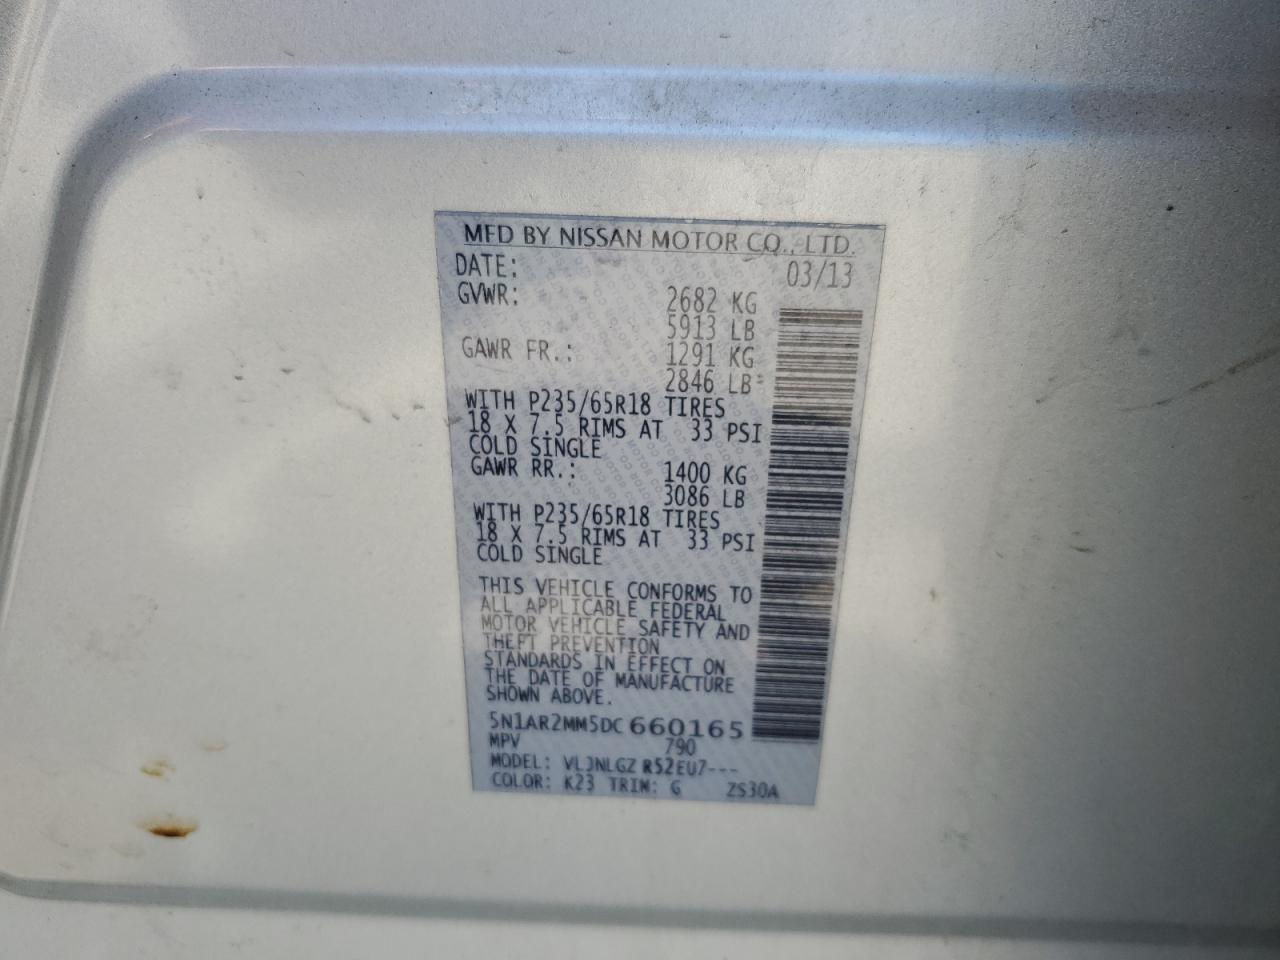 MFD BY NISSAN MOTOR CO., LTD.
DATE: 03/13
GVWR: 2682 KG
5913 LB
GAWR FR.: 1291 KG
2846 LB
WITH P235/65R18 TIRES
18 X 7.5 RIMS AT 33 PSI
COLD SINGLE
GAWR RR.: 1400 KG
3086 LB
WITH P235/65R18 TIRES
18 X 7.5 RIMS AT 33 PSI
COLD SINGLE
THIS VEHICLE CONFORMS TO
ALL APPLICABLE FEDERAL
MOTOR VEHICLE SAFETY AND
THEFT PREVENTION
STANDARDS IN EFFECT ON
THE DATE OF MANUFACTURE
SHOWN ABOVE.
5N1AR2MM5DC660165
MPV 790
MODEL: VLJNLGZ R52EU7---
COLOR: K23 TRIM: G ZS30A